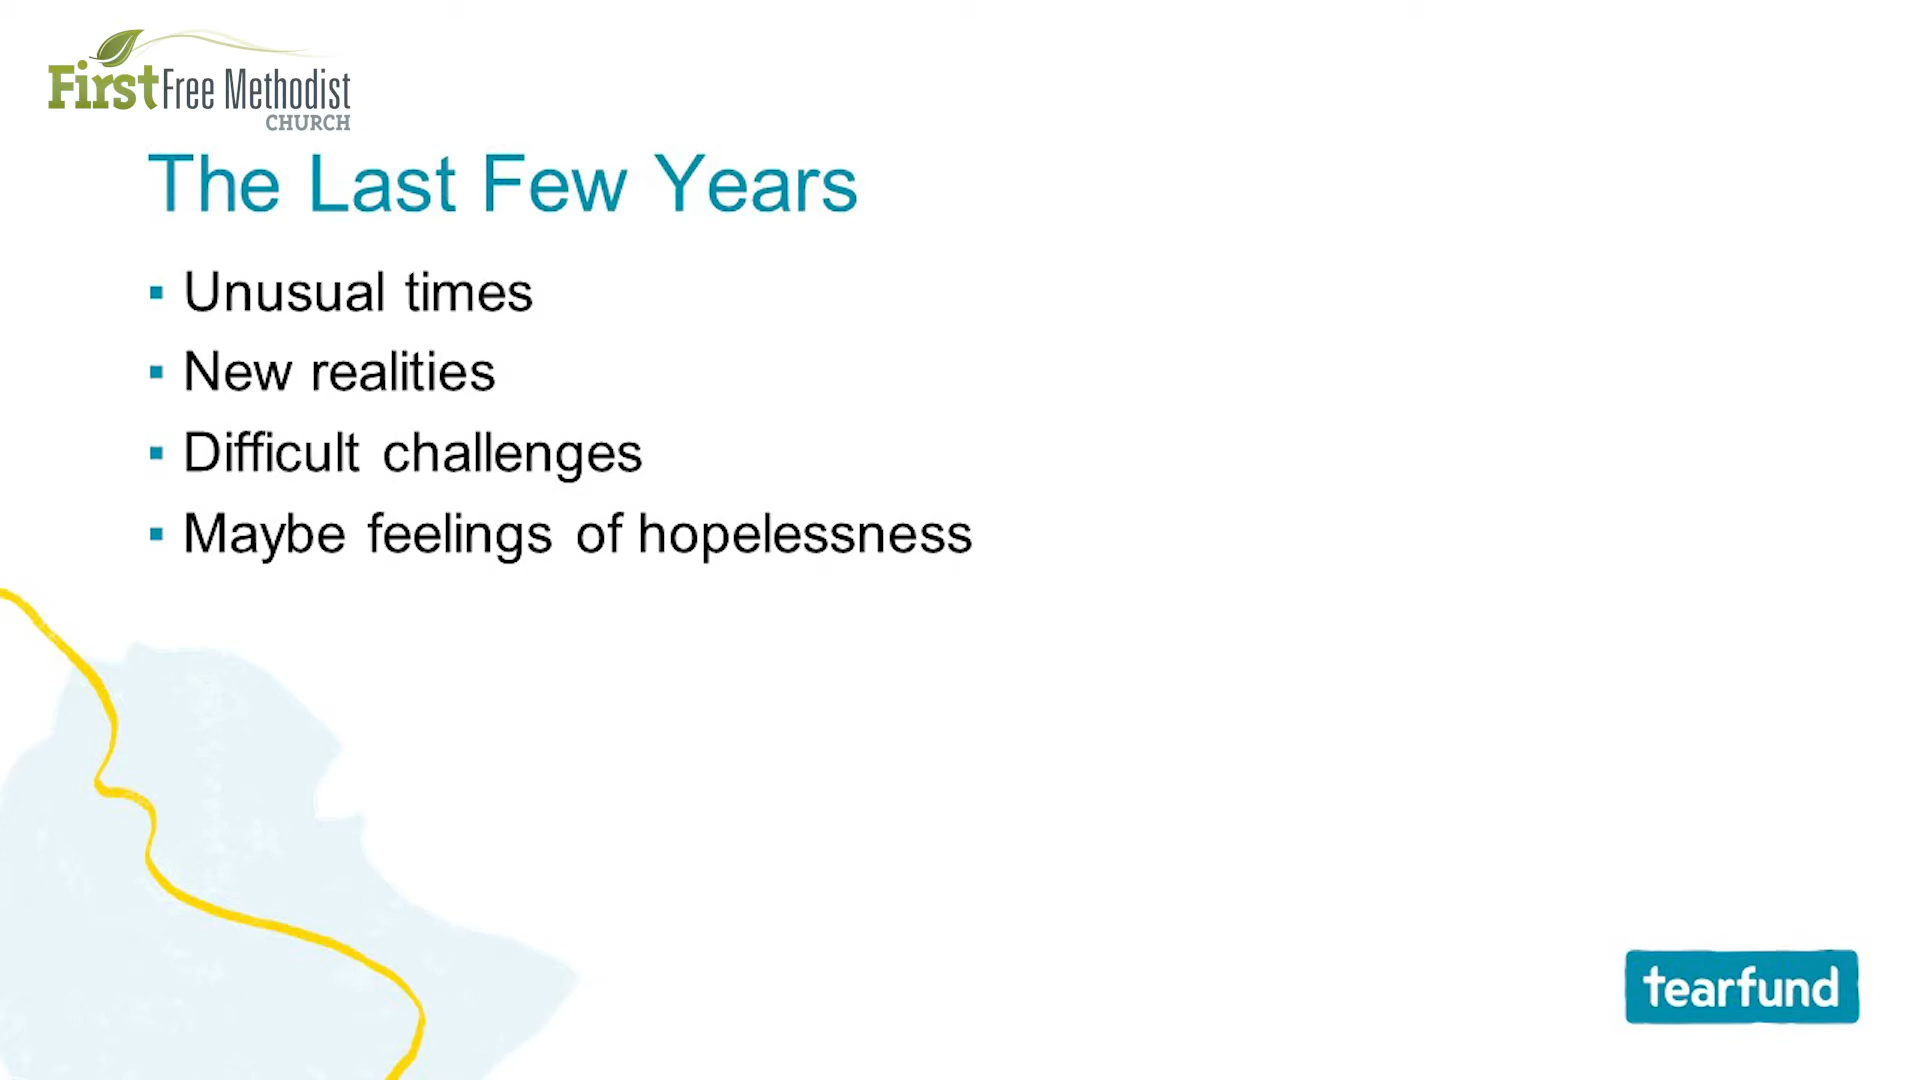 First Free Methodist
CHURCH
The Last Few Years
▪ Unusual times
▪ New realities
▪ Difficult challenges
▪ Maybe feelings of hopelessness
tearfund